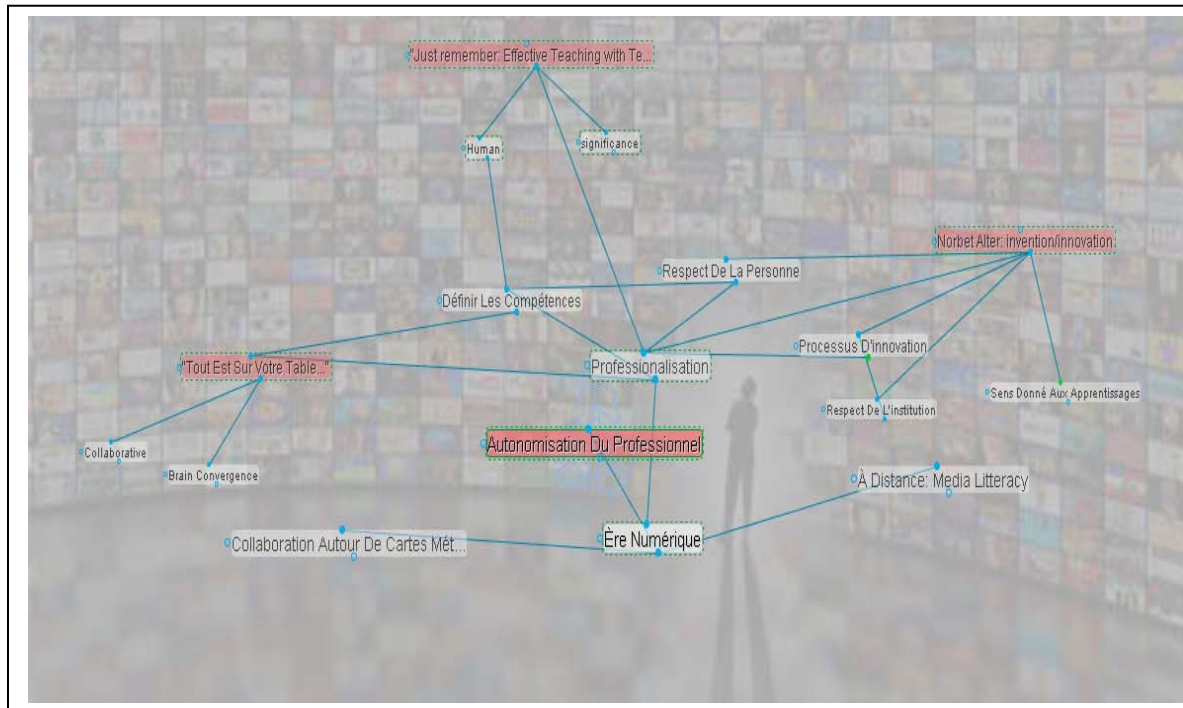 "Just remember: Effective Teaching with Te...
Human
significance
Norbet Alter: invention/innovation
Respect De La Personne
Définir Les Compétences
Processus D'innovation
"Tout Est Sur Votre Table..."
Professionalisation
Sens Donné Aux Apprentissages
Respect De L'institution
Autonomisation Du Professionnel
Collaborative
Brain Convergence
À Distance: Media Litteracy
Collaboration Autour De Cartes Mét...
Ère Numérique